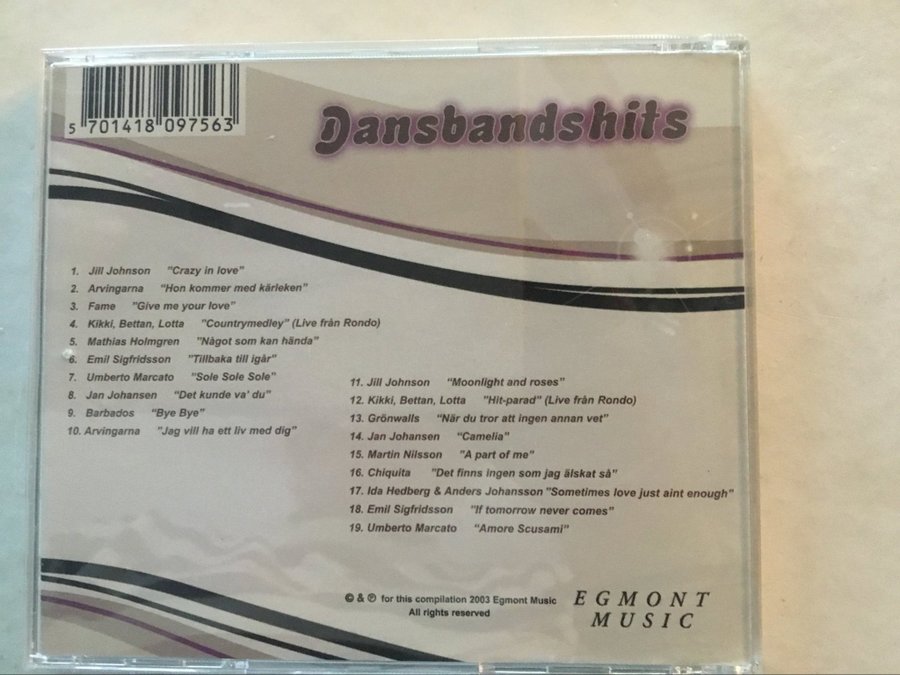 5 701418 097563
Dansbandshits
1. Jill Johnson "Crazy in love"
2. Arvingarna "Hon kommer med kärleken"
3. Fame "Give me your love"
4. Kikki, Bettan, Lotta "Countrymedley" (Live från Rondo)
5. Mathias Holmgren "Något som kan hända"
6. Emil Sigfridsson "Tillbaka till igår"
7. Umberto Marcato "Sole Sole Sole"
8. Jan Johansen "Det kunde va' du"
9. Barbados "Bye Bye"
10. Arvingarna "Jag vill ha ett liv med dig"
11. Jill Johnson "Moonlight and roses"
12. Kikki, Bettan, Lotta "Hit-parad" (Live från Rondo)
13. Grönwalls "När du tror att ingen annan vet"
14. Jan Johansen "Camelia"
15. Martin Nilsson "A part of me"
16. Chiquita "Det finns ingen som jag älskat så"
17. Ida Hedberg & Anders Johansson "Sometimes love just aint enough"
18. Emil Sigfridsson "If tomorrow never comes"
19. Umberto Marcato "Amore Scusami"
© & ℗ for this compilation 2003 Egmont Music
All rights reserved
EGMONT
MUSIC